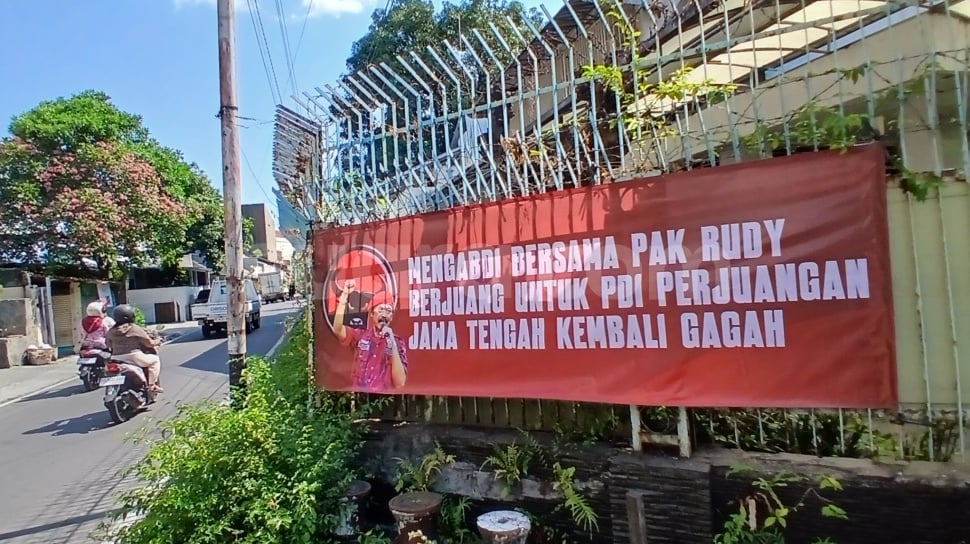 MENGABDI BERSAMA PAK RUDY
BERJUANG UNTUK PDI PERJUANGAN
JAWA TENGAH KEMBALI GAGAH